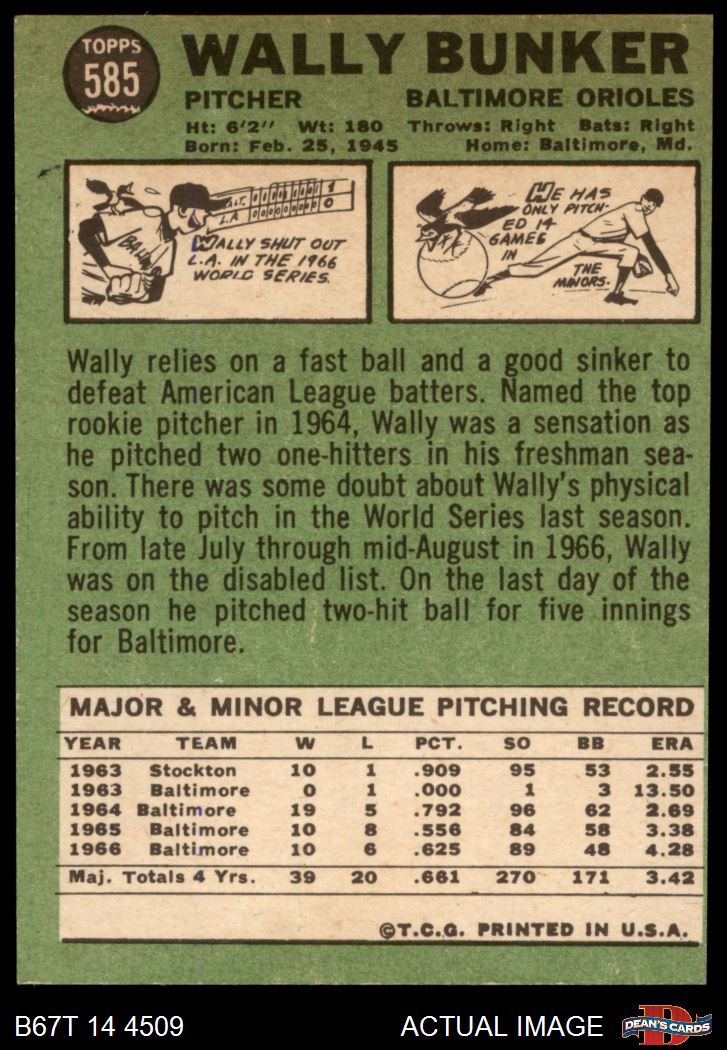 TOPPS
585
WALLY BUNKER
PITCHER BALTIMORE ORIOLES
Ht: 6'2" Wt: 180 Throws: Right Bats: Right
Born: Feb. 25, 1945 Home: Baltimore, Md.
BALT. 1
L.A 0
WALLY SHUT OUT
L.A. IN THE 1966
WORLD SERIES.
HE HAS
ONLY PITCH-
ED 14
GAMES
IN
THE
MINORS.
Wally relies on a fast ball and a good sinker to
defeat American League batters. Named the top
rookie pitcher in 1964, Wally was a sensation as
he pitched two one-hitters in his freshman sea-
son. There was some doubt about Wally's physical
ability to pitch in the World Series last season.
From late July through mid-August in 1966, Wally
was on the disabled list. On the last day of the
season he pitched two-hit ball for five innings
for Baltimore.
MAJOR & MINOR LEAGUE PITCHING RECORD
YEAR TEAM W L PCT. SO BB ERA
1963 Stockton 10 1 .909 95 53 2.55
1963 Baltimore 0 1 .000 1 3 13.50
1964 Baltimore 19 5 .792 96 62 2.69
1965 Baltimore 10 8 .556 84 58 3.38
1966 Baltimore 10 6 .625 89 48 4.28
Maj. Totals 4 Yrs. 39 20 .661 270 171 3.42
©T.C.G. PRINTED IN U.S.A.
B67T 14 4509 ACTUAL IMAGE
D
DEAN'S CARDS